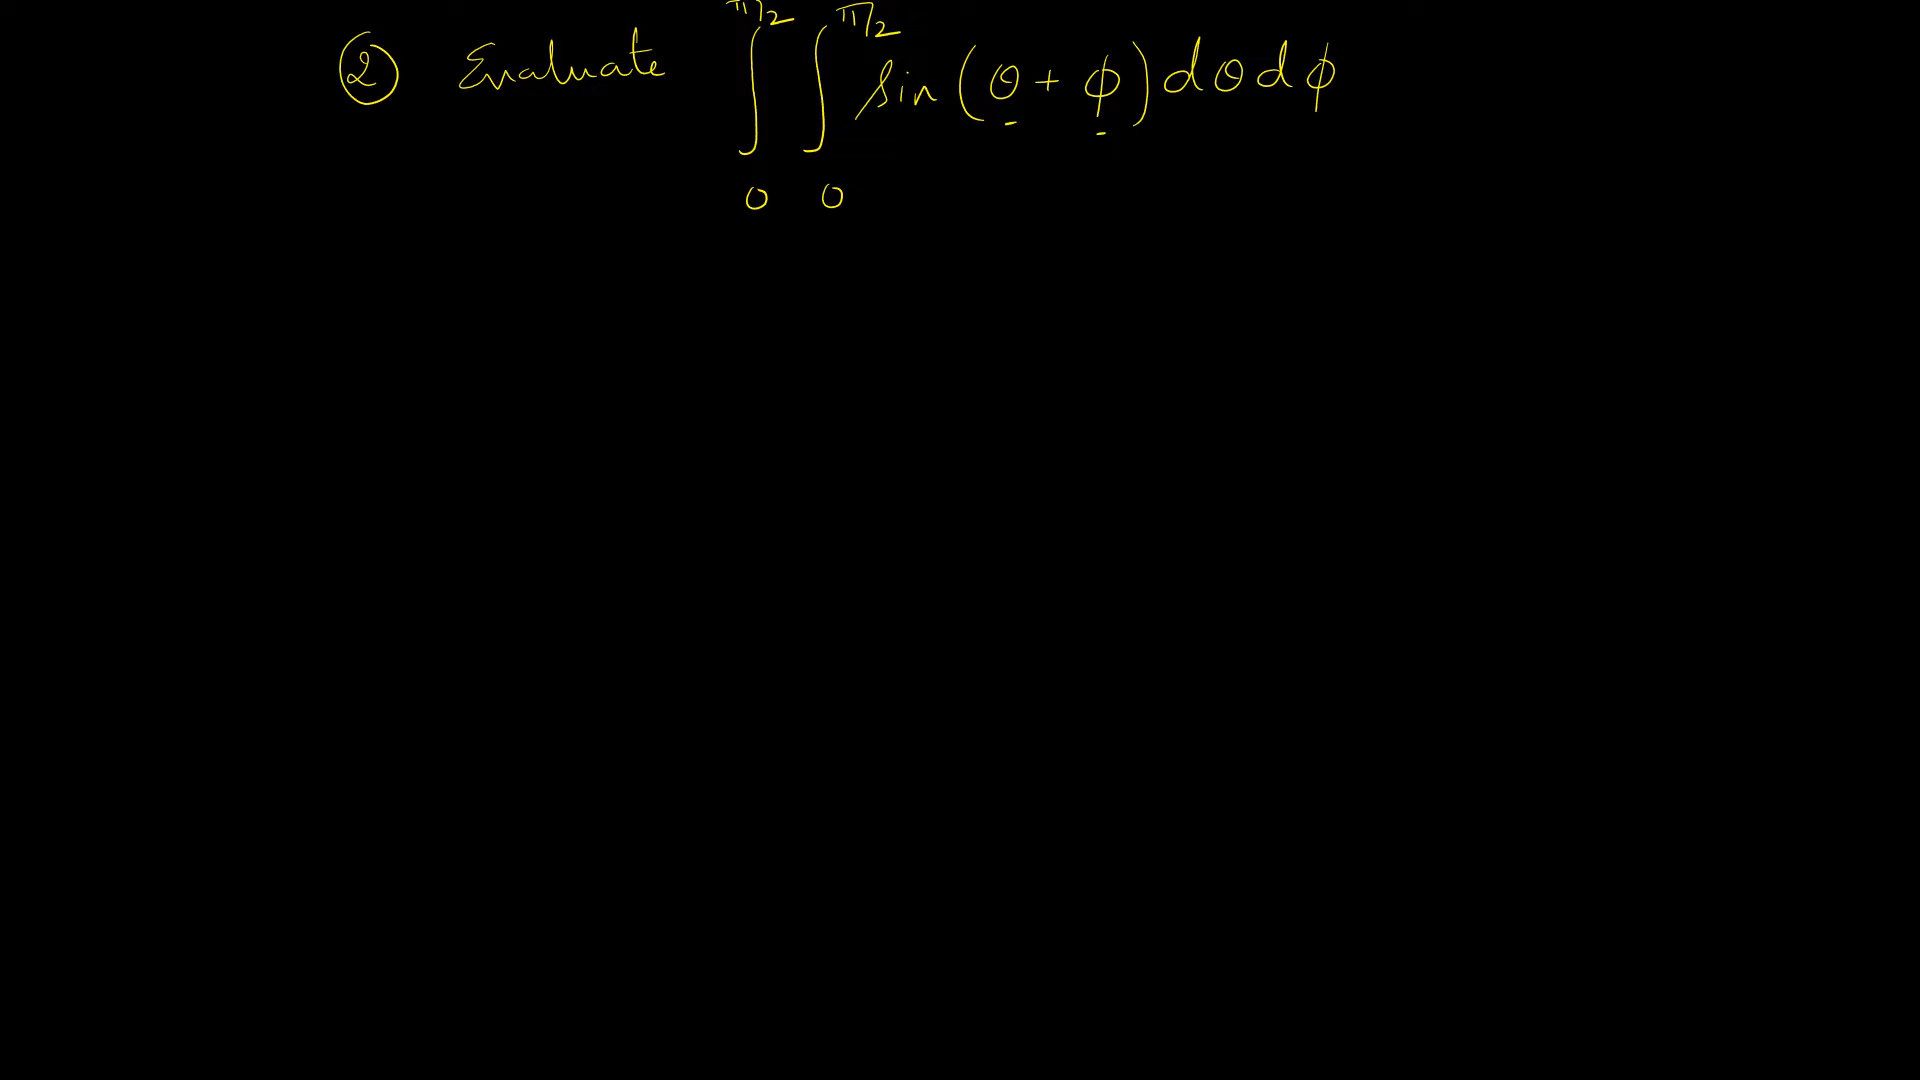 ② Evaluate ∫₀^{π/2} ∫₀^{π/2} sin(θ + ϕ) dθ dϕ